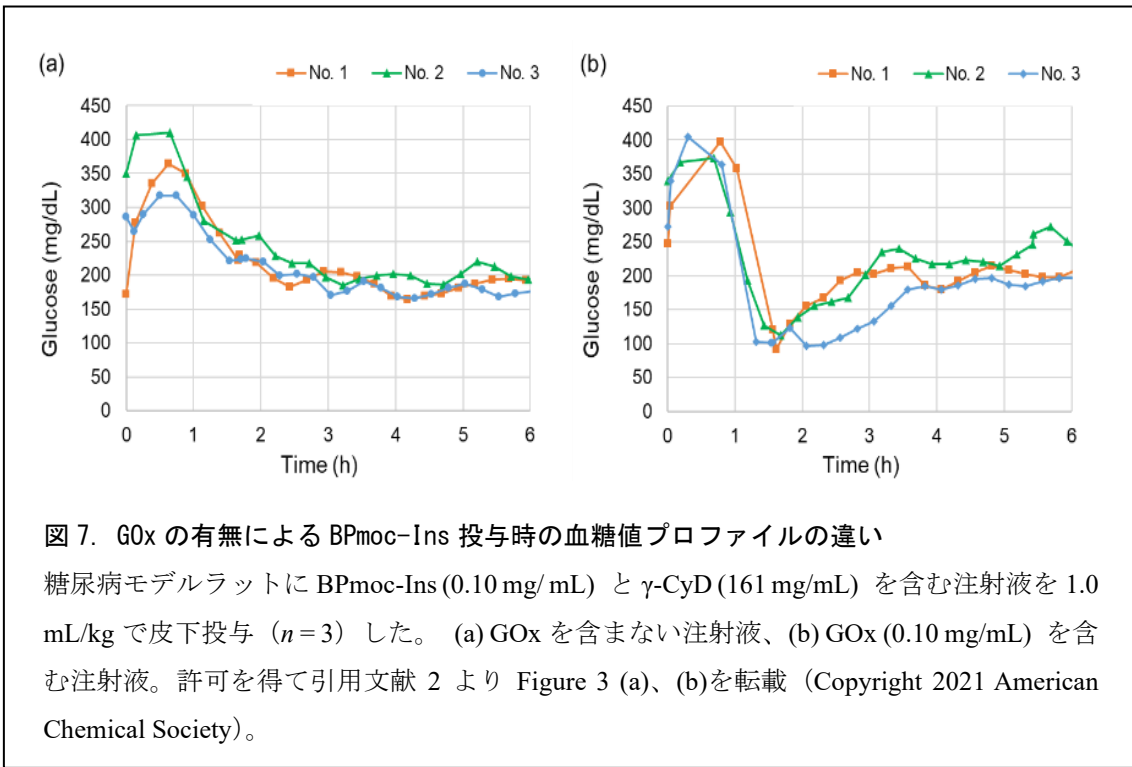 (a)
No. 1 No. 2 No. 3
450
400
350
300
250
200
150
100
50
0
Glucose (mg/dL)
0 1 2 3 4 5 6
Time (h)
(b)
No. 1 No. 2 No. 3
450
400
350
300
250
200
150
100
50
0
Glucose (mg/dL)
0 1 2 3 4 5 6
Time (h)
図 7. GOx の有無による BPmoc-Ins 投与時の血糖値プロファイルの違い
糖尿病モデルラットに BPmoc-Ins (0.10 mg/ mL) と γ-CyD (161 mg/mL) を含む注射液を 1.0
mL/kg で皮下投与（n = 3）した。 (a) GOx を含まない注射液、(b) GOx (0.10 mg/mL) を含
む注射液。許可を得て引用文献 2 より Figure 3 (a)、(b)を転載（Copyright 2021 American
Chemical Society）。